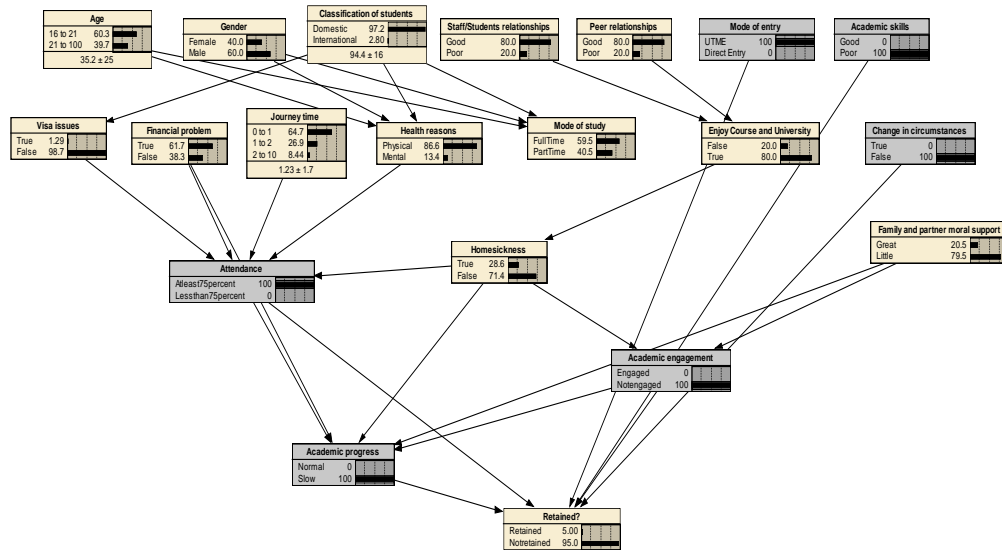 Age
16 to 21 60.3
21 to 100 39.7
35.2 ± 25
Gender
Female 40.0
Male 60.0
Classification of students
Domestic 97.2
International 2.80
94.4 ± 16
Staff/Students relationships
Good 80.0
Poor 20.0
Peer relationships
Good 80.0
Poor 20.0
Mode of entry
UTME 100
Direct Entry 0
Academic skills
Good 0
Poor 100
Visa issues
True 1.29
False 98.7
Financial problem
True 61.7
False 38.3
Journey time
0 to 1 64.7
1 to 2 26.9
2 to 10 8.44
1.23 ± 1.7
Health reasons
Physical 86.6
Mental 13.4
Mode of study
FullTime 59.5
PartTime 40.5
Enjoy Course and University
False 20.0
True 80.0
Change in circumstances
True 0
False 100
Family and partner moral support
Great 20.5
Little 79.5
Homesickness
True 28.6
False 71.4
Attendance
Atleast75percent 100
Lessthan75percent 0
Academic engagement
Engaged 0
Notengaged 100
Academic progress
Normal 0
Slow 100
Retained?
Retained 5.00
Notretained 95.0